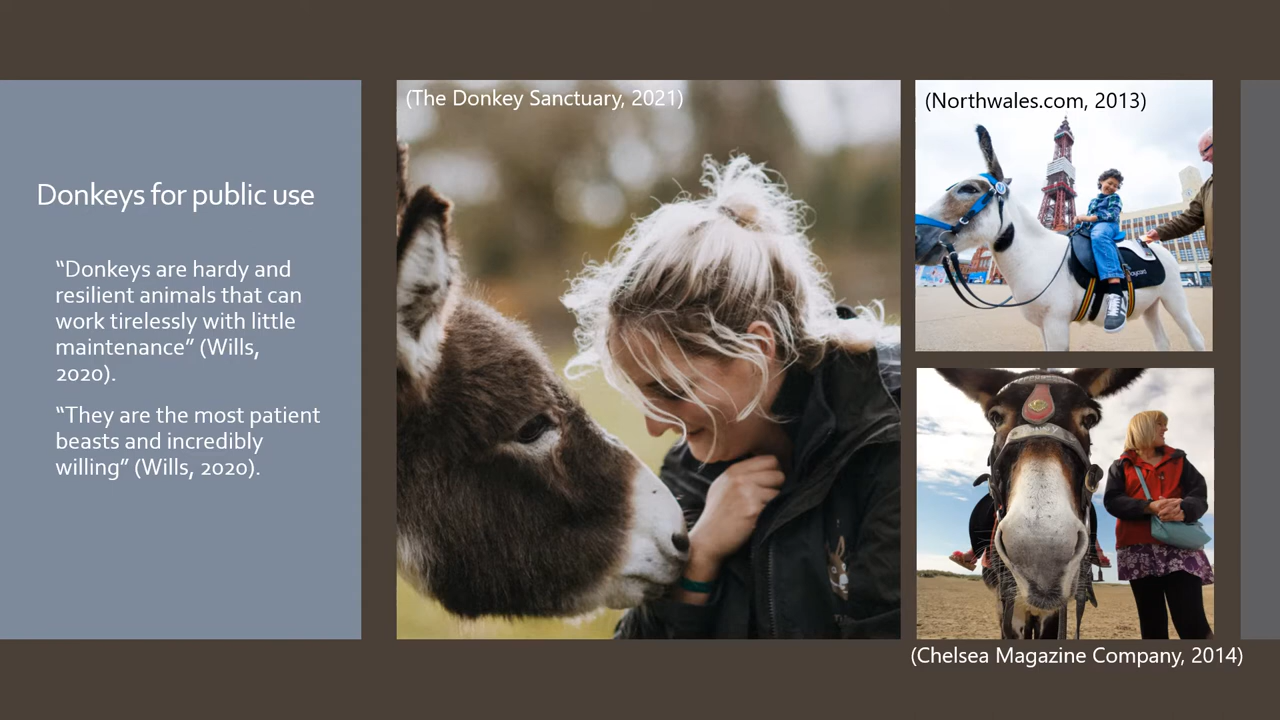 Donkeys for public use
“Donkeys are hardy and
resilient animals that can
work tirelessly with little
maintenance” (Wills,
2020).
“They are the most patient
beasts and incredibly
willing” (Wills, 2020).
(The Donkey Sanctuary, 2021)
(Northwales.com, 2013)
(Chelsea Magazine Company, 2014)